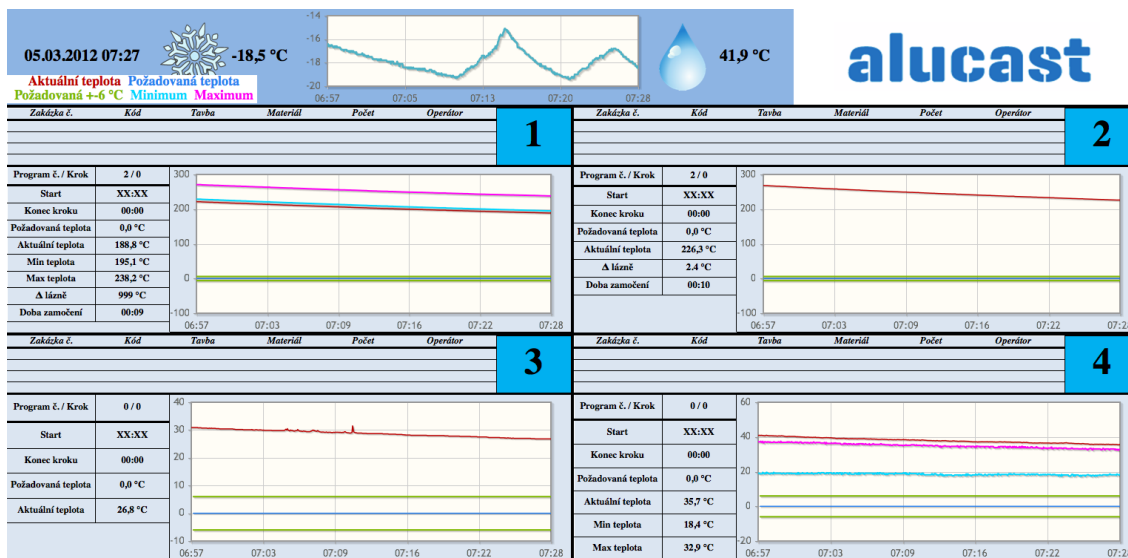 05.03.2012 07:27
-18,5 °C
-14
-16
-18
-20
06:57 07:05 07:13 07:20 07:28
41,9 °C
alucast
Aktuální teplota Požadovaná teplota
Požadovaná +-6 °C Minimum Maximum
Zakázka č. Kód Tavba Materiál Počet Operátor
1
Program č. / Krok 2 / 0
Start XX:XX
Konec kroku 00:00
Požadovaná teplota 0,0 °C
Aktuální teplota 188,8 °C
Min teplota 195,1 °C
Max teplota 238,2 °C
Δ lázně 999 °C
Doba zamočení 00:09
300
200
100
0
-100
06:57 07:03 07:09 07:16 07:22 07:28
Zakázka č. Kód Tavba Materiál Počet Operátor
2
Program č. / Krok 2 / 0
Start XX:XX
Konec kroku 00:00
Požadovaná teplota 0,0 °C
Aktuální teplota 226,3 °C
Δ lázně 2.4 °C
Doba zamočení 00:10
300
200
100
0
-100
06:57 07:03 07:09 07:16 07:22 07:28
Zakázka č. Kód Tavba Materiál Počet Operátor
3
Program č. / Krok 0 / 0
Start XX:XX
Konec kroku 00:00
Požadovaná teplota 0,0 °C
Aktuální teplota 26,8 °C
40
30
20
10
0
-10
06:57 07:03 07:09 07:16 07:22 07:28
Zakázka č. Kód Tavba Materiál Počet Operátor
4
Program č. / Krok 0 / 0
Start XX:XX
Konec kroku 00:00
Požadovaná teplota 0,0 °C
Aktuální teplota 35,7 °C
Min teplota 18,4 °C
Max teplota 32,9 °C
60
40
20
0
-20
06:57 07:03 07:09 07:16 07:22 07:28